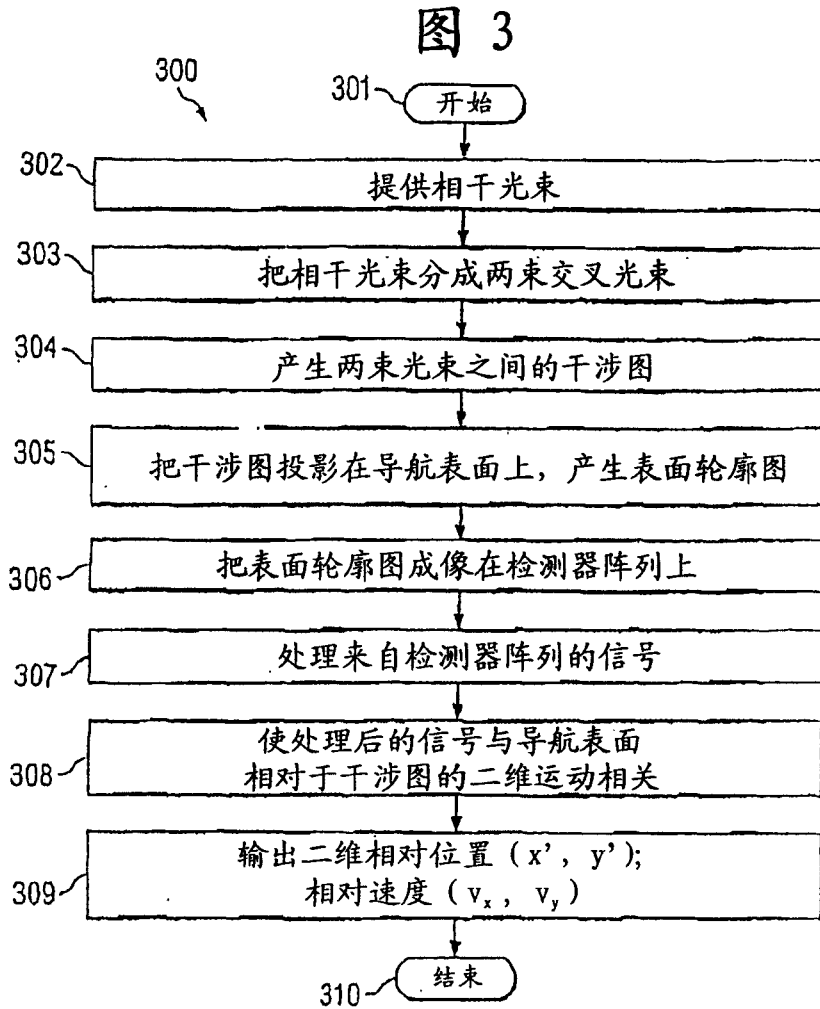 图 3
300
301
开始
302
提供相干光束
303
把相干光束分成两束交叉光束
304
产生两束光束之间的干涉图
305
把干涉图投影在导航表面上, 产生表面轮廓图
306
把表面轮廓图成像在检测器阵列上
307
处理来自检测器阵列的信号
308
使处理后的信号与导航表面
相对于干涉图的二维运动相关
309
输出二维相对位置 (x', y');
相对速度 (vx, vy)
310
结束